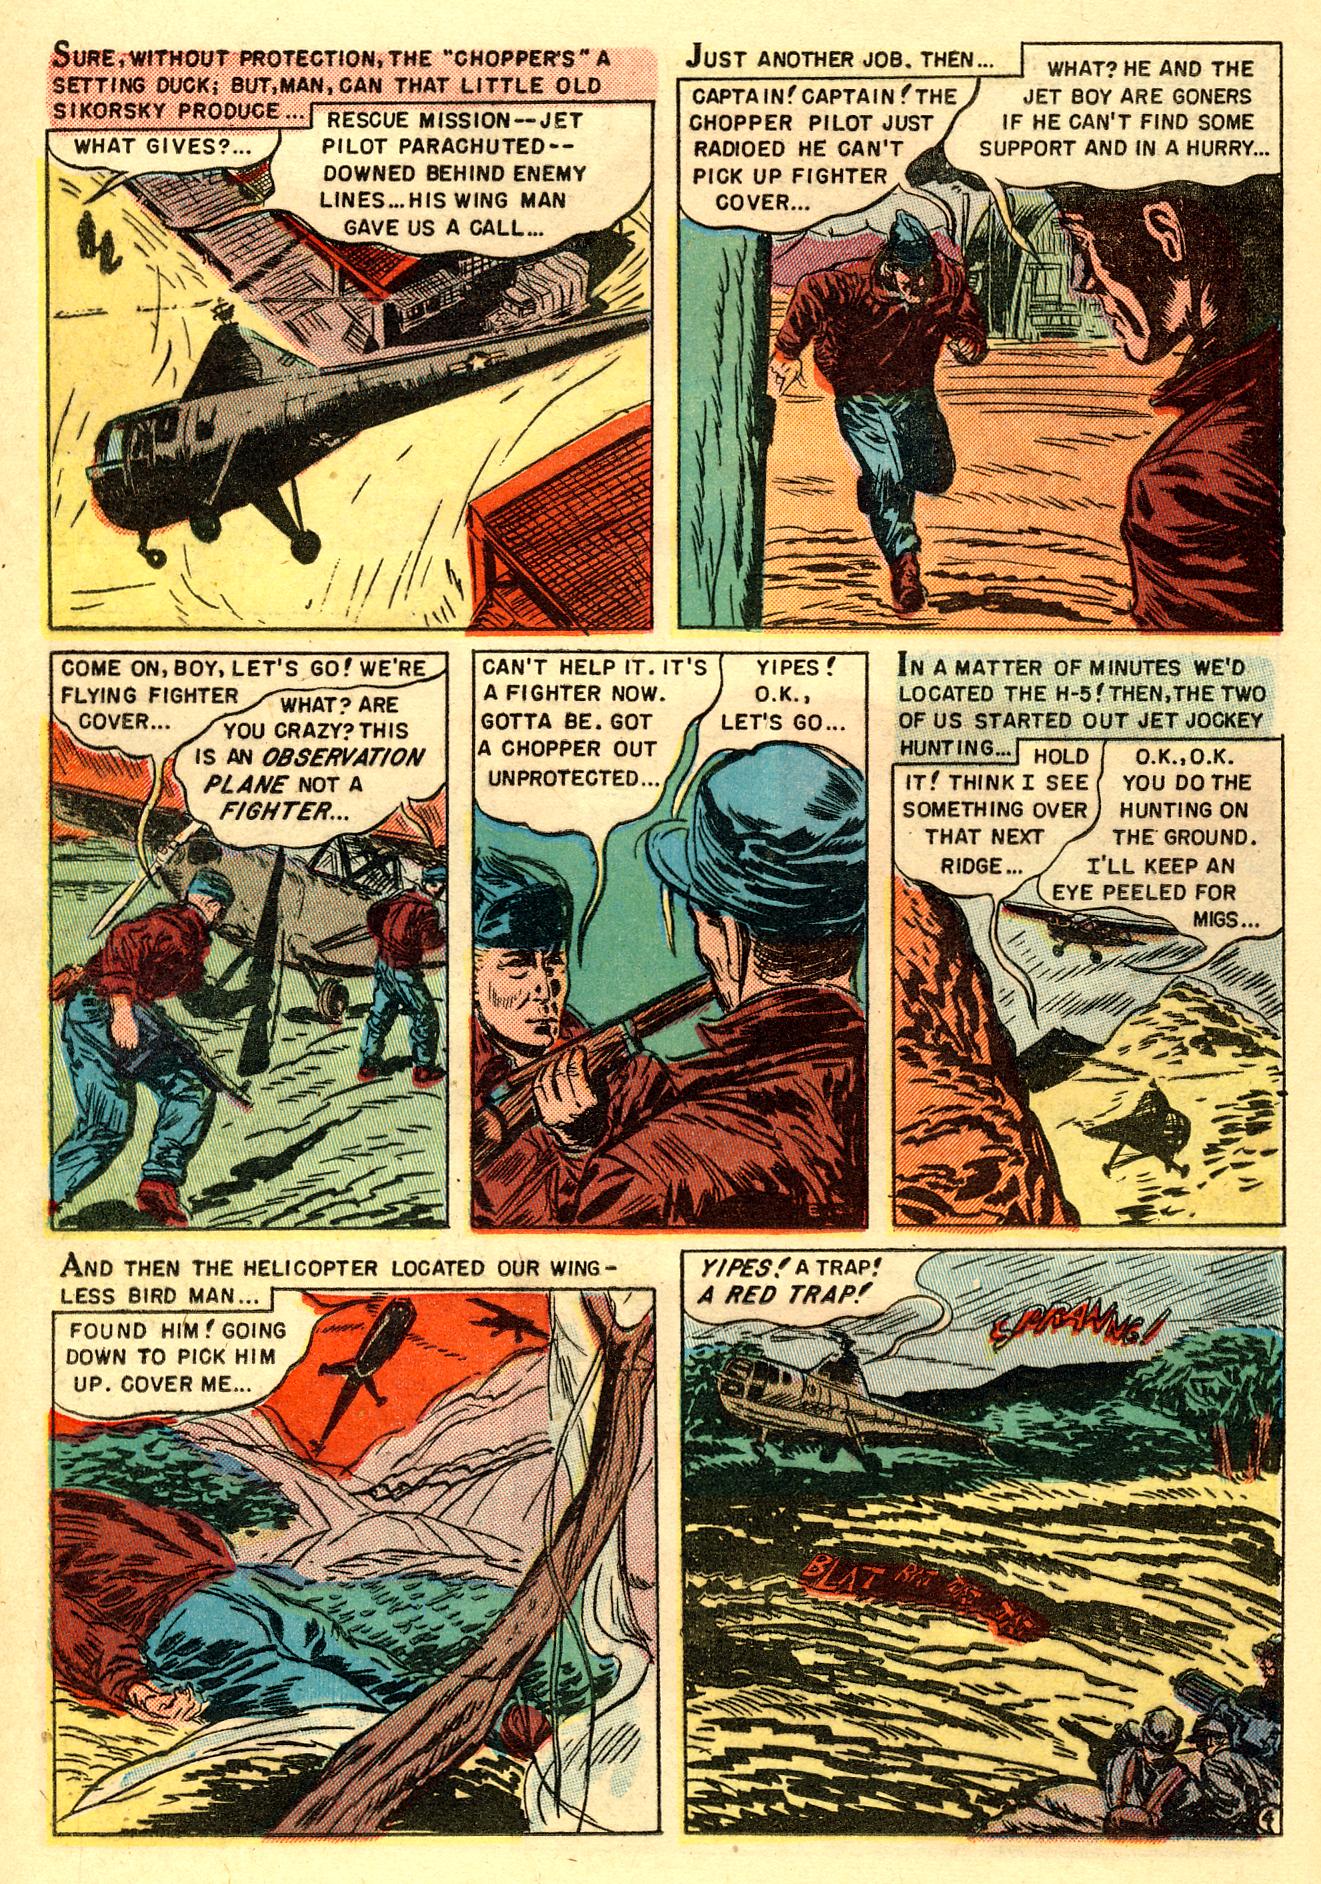 SURE, WITHOUT PROTECTION, THE "CHOPPER'S" A
SETTING DUCK; BUT, MAN, CAN THAT LITTLE OLD
SIKORSKY PRODUCE...
WHAT GIVES?...
RESCUE MISSION--JET
PILOT PARACHUTED--
DOWNED BEHIND ENEMY
LINES...HIS WING MAN
GAVE US A CALL...
JUST ANOTHER JOB. THEN...
CAPTAIN! CAPTAIN! THE
CHOPPER PILOT JUST
RADIOED HE CAN'T
PICK UP FIGHTER
COVER...
WHAT? HE AND THE
JET BOY ARE GONERS
IF HE CAN'T FIND SOME
SUPPORT AND IN A HURRY...
COME ON, BOY, LET'S GO! WE'RE
FLYING FIGHTER
COVER...
WHAT? ARE
YOU CRAZY? THIS
IS AN OBSERVATION
PLANE NOT A
FIGHTER...
CAN'T HELP IT. IT'S
A FIGHTER NOW.
GOTTA BE. GOT
A CHOPPER OUT
UNPROTECTED...
YIPES!
O.K.,
LET'S GO...
IN A MATTER OF MINUTES WE'D
LOCATED THE H-5! THEN, THE TWO
OF US STARTED OUT JET JOCKEY
HUNTING...
HOLD
IT! THINK I SEE
SOMETHING OVER
THAT NEXT
RIDGE...
O.K., O.K.
YOU DO THE
HUNTING ON
THE GROUND.
I'LL KEEP AN
EYE PEELED FOR
MIGS...
AND THEN THE HELICOPTER LOCATED OUR WING-
LESS BIRD MAN...
FOUND HIM! GOING
DOWN TO PICK HIM
UP. COVER ME...
YIPES! A TRAP!
A RED TRAP!
BLAT
4